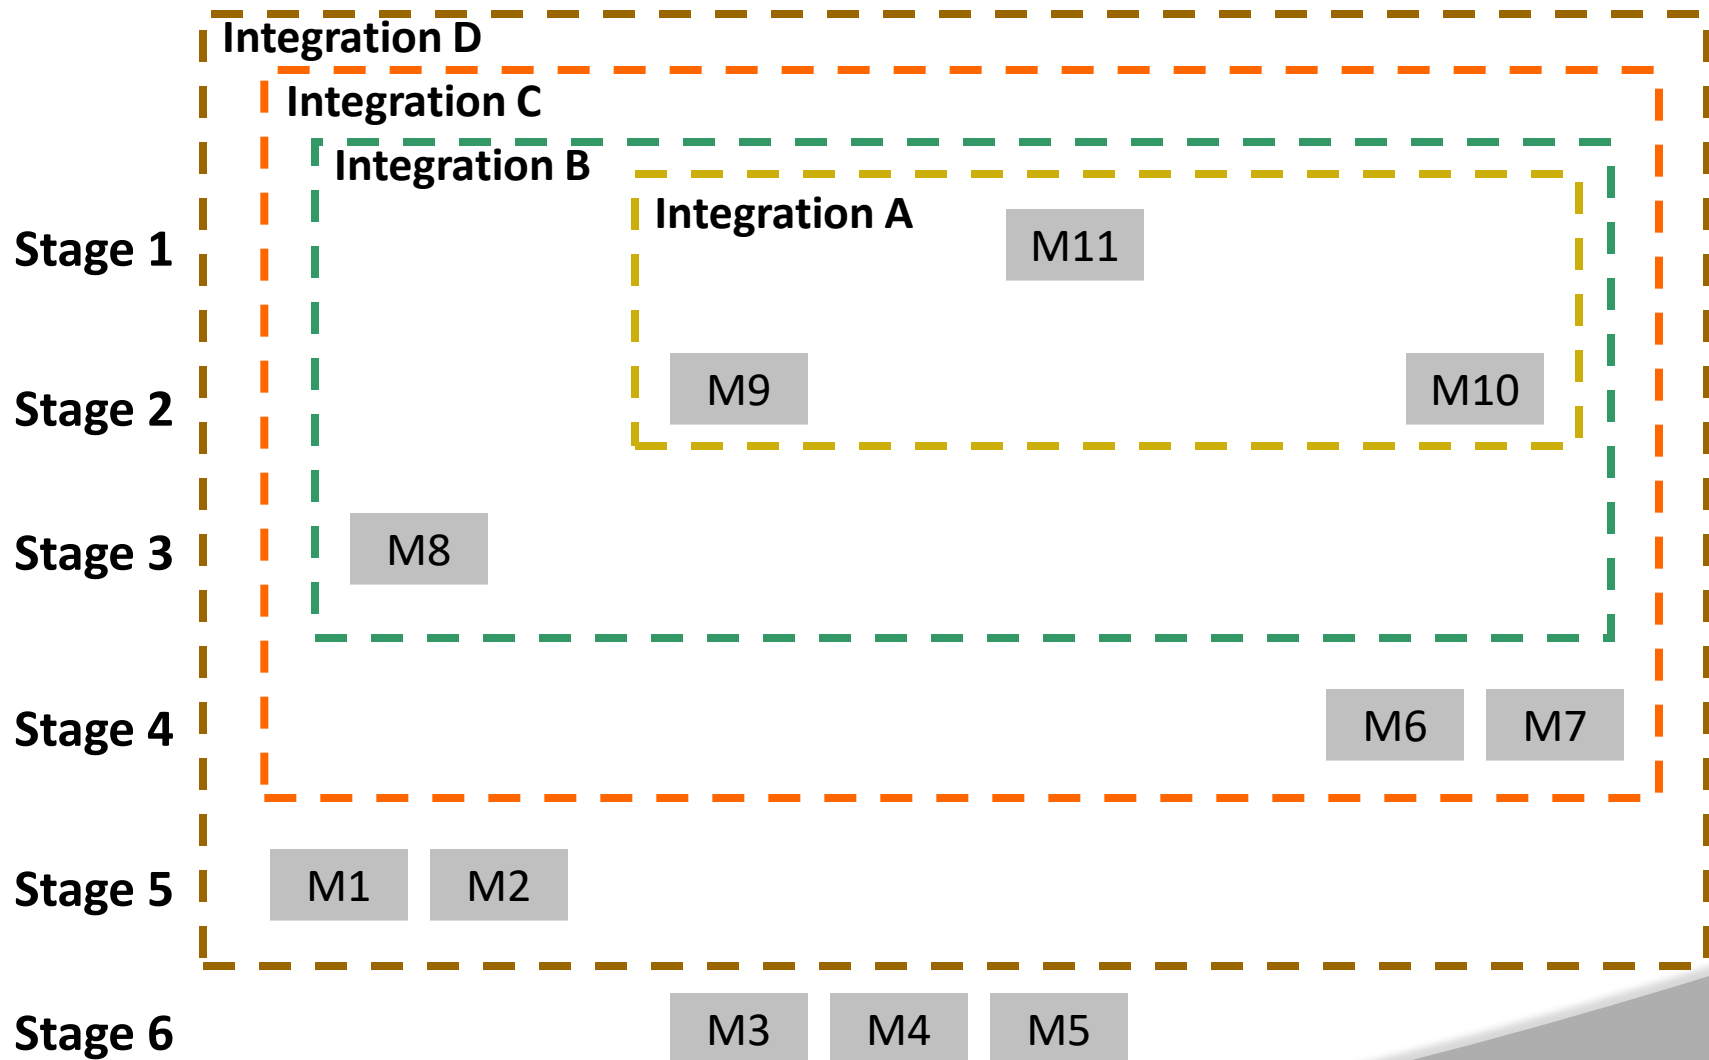 Integration D
Integration C
Integration B
Integration A
Stage 1
M11
Stage 2
M9
M10
Stage 3
M8
Stage 4
M6
M7
Stage 5
M1
M2
Stage 6
M3
M4
M5